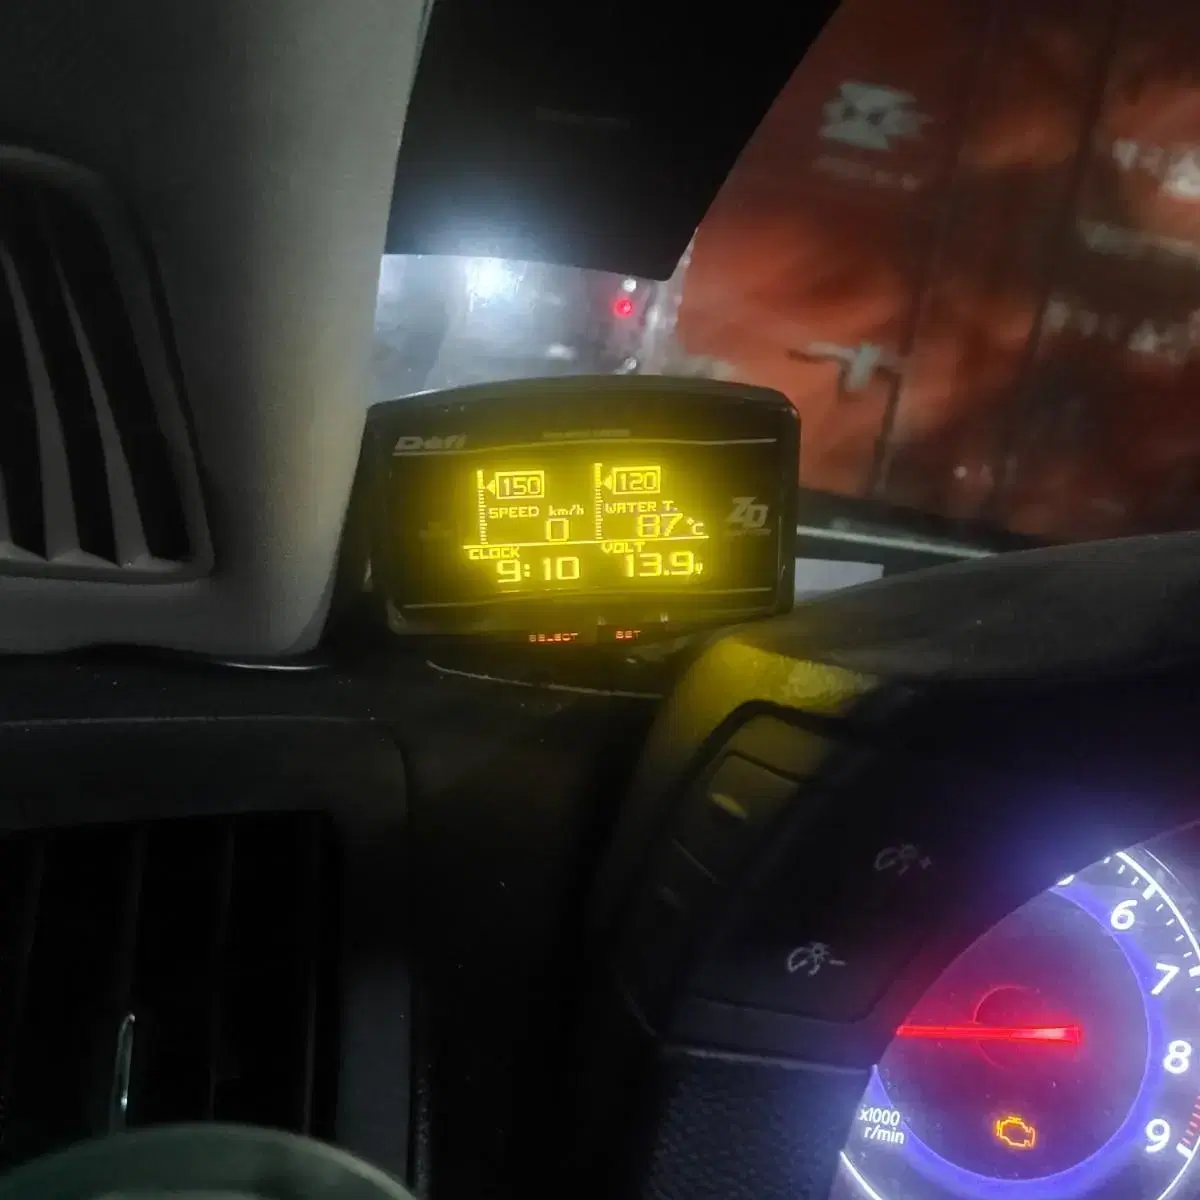 Defi
150
120
SPEED km/h
WATER T.
0
87°C
CLOCK
VOLT
9:10
13.9V
ZD
SELECT
SET
6
7
8
9
x1000
r/min